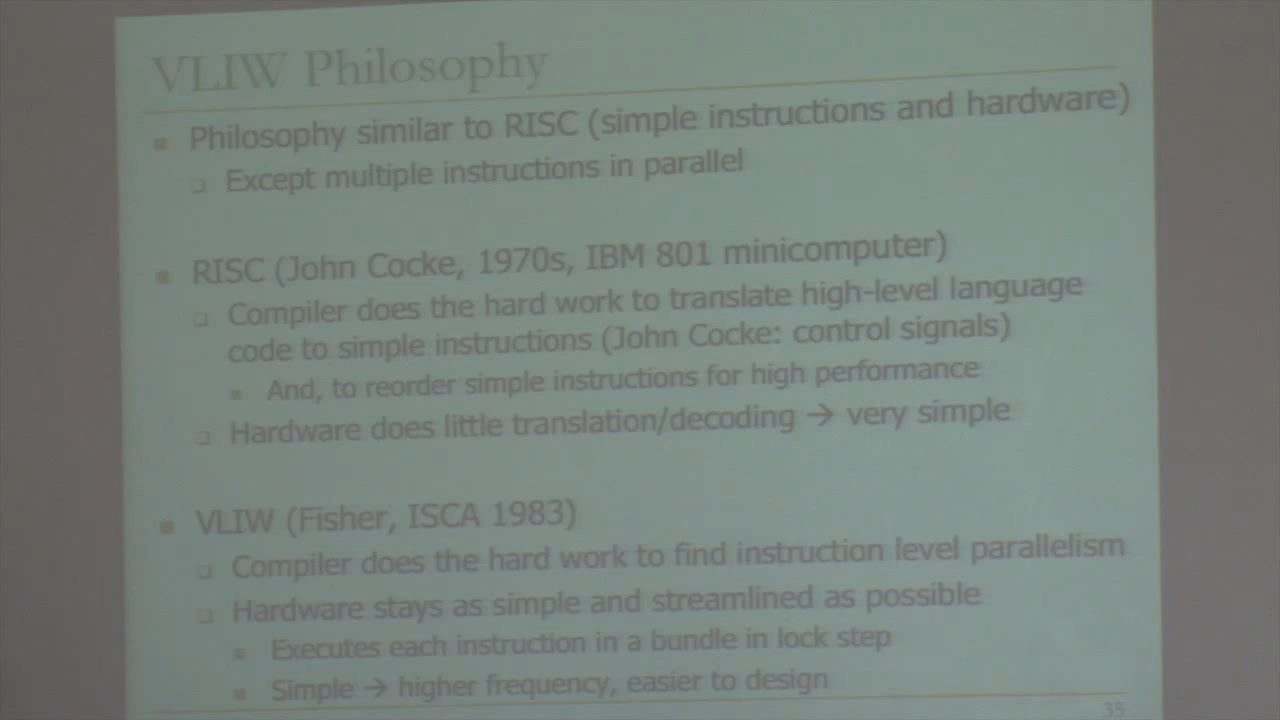 VLIW Philosophy
Philosophy similar to RISC (simple instructions and hardware)
Except multiple instructions in parallel
RISC (John Cocke, 1970s, IBM 801 minicomputer)
Compiler does the hard work to translate high-level language
code to simple instructions (John Cocke: control signals)
And, to reorder simple instructions for high performance
Hardware does little translation/decoding → very simple
VLIW (Fisher, ISCA 1983)
Compiler does the hard work to find instruction level parallelism
Hardware stays as simple and streamlined as possible
Executes each instruction in a bundle in lock step
Simple → higher frequency, easier to design
35